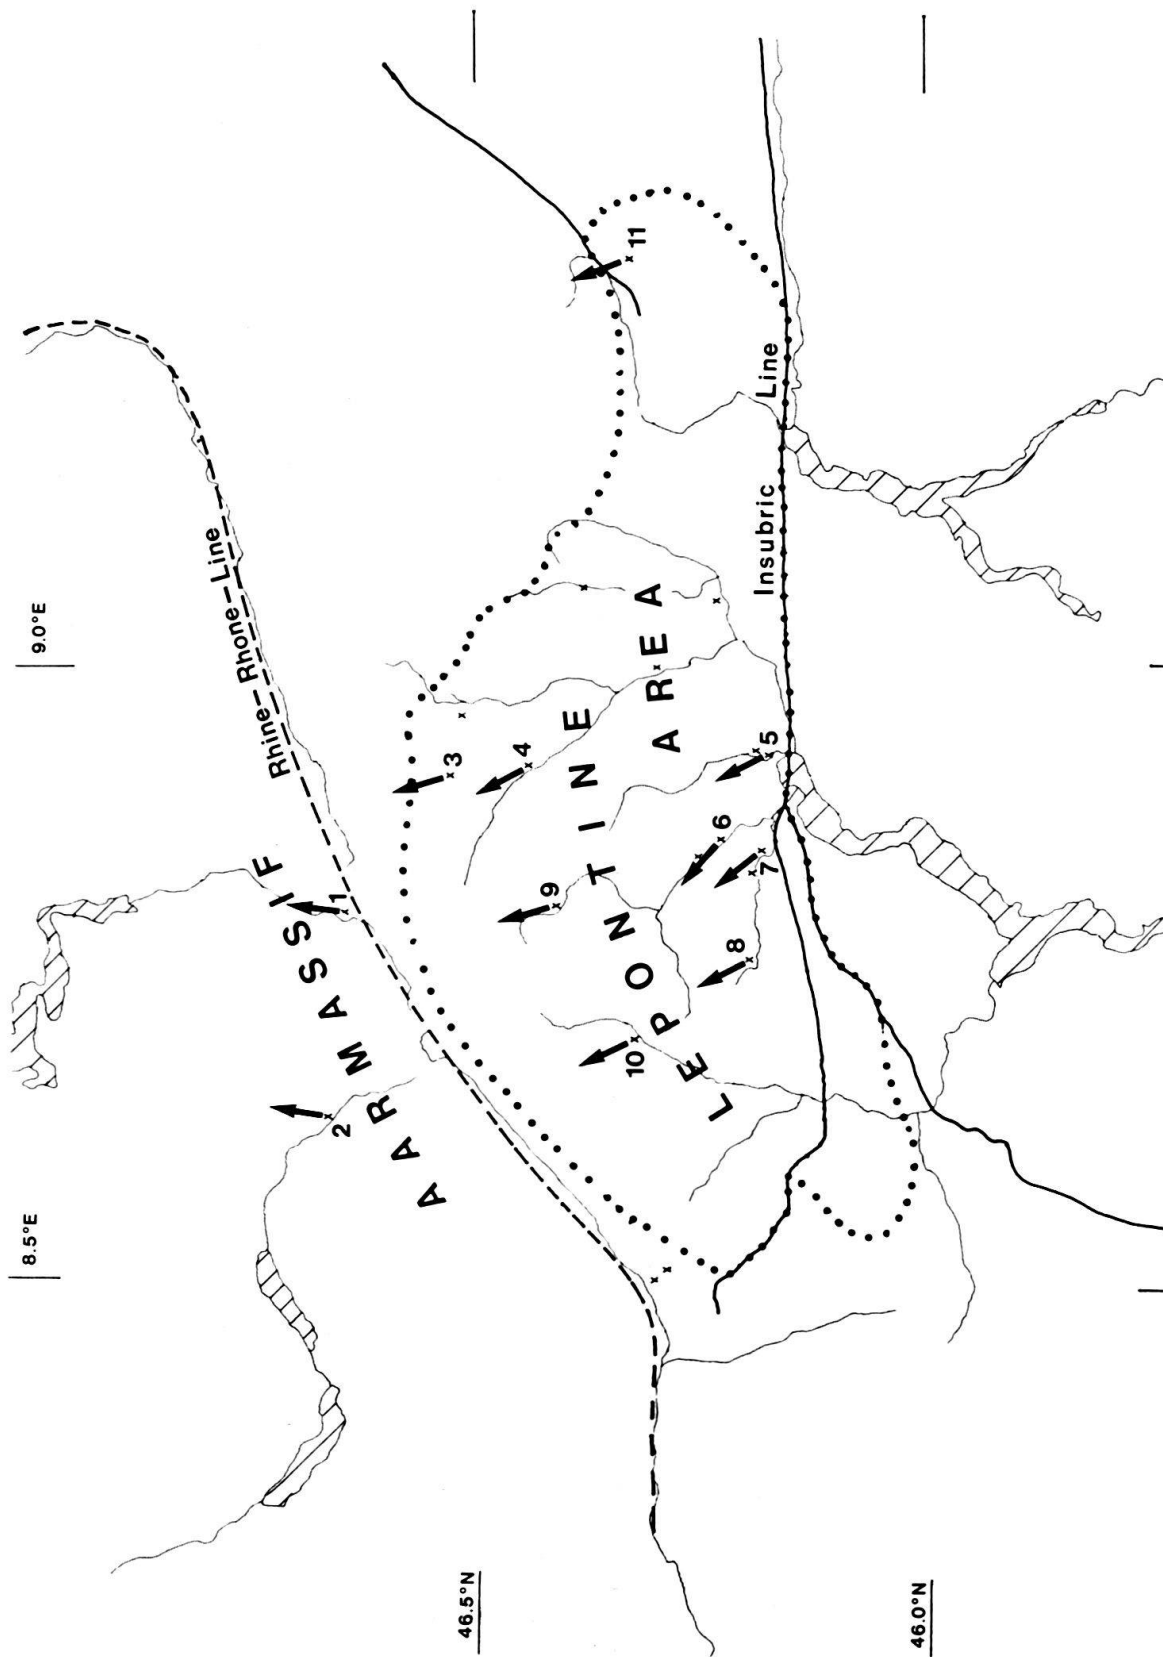 8.5°E
9.0°E
46.5°N
46.0°N
Rhine-Rhone-Line
AAR MASSIF
LEPONTINE
AREA
Insubric Line
1
2
3
4
5
6
7
8
9
10
11